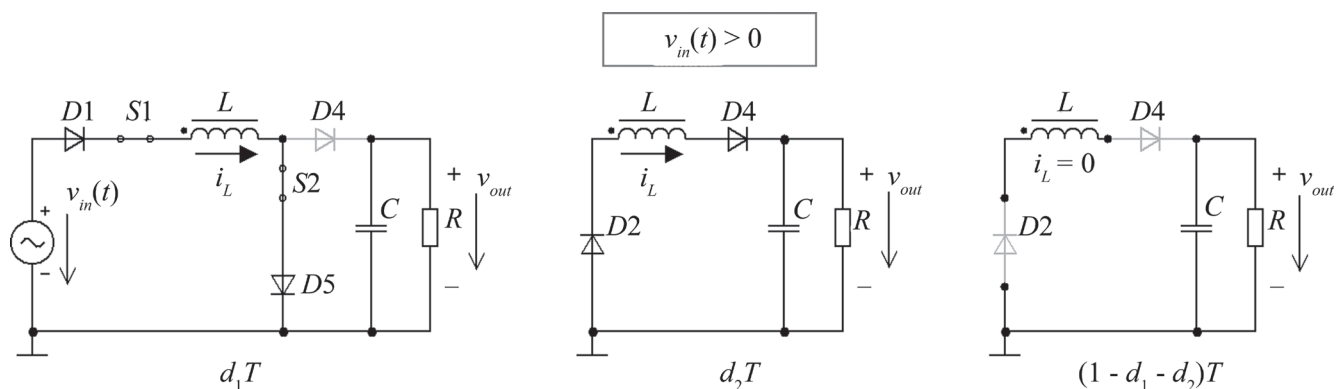 v_in(t) > 0
D1
S1
L
D4
i_L
S2
v_in(t)
+
−
D5
C
R
+
v_out
−
d_1T
L
D4
i_L
D2
C
R
+
v_out
−
d_2T
L
D4
i_L = 0
D2
C
R
+
v_out
−
(1 - d_1 - d_2)T